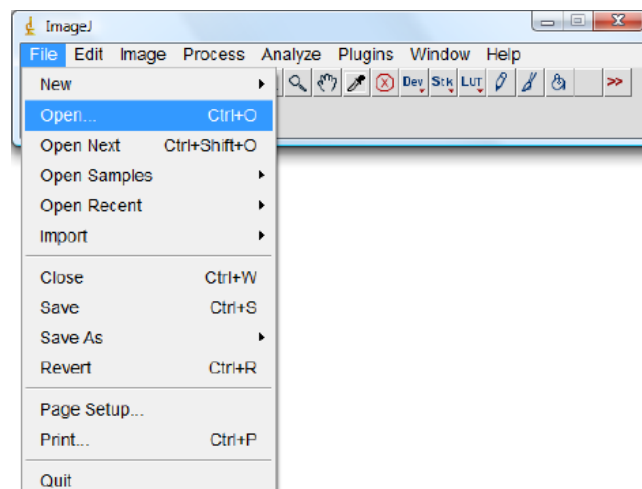 ImageJ
File Edit Image Process Analyze Plugins Window Help
Dev Stk LUT >>
New
Open... Ctrl+O
Open Next Ctrl+Shift+O
Open Samples
Open Recent
Import
Close Ctrl+W
Save Ctrl+S
Save As
Revert Ctrl+R
Page Setup...
Print... Ctrl+P
Quit